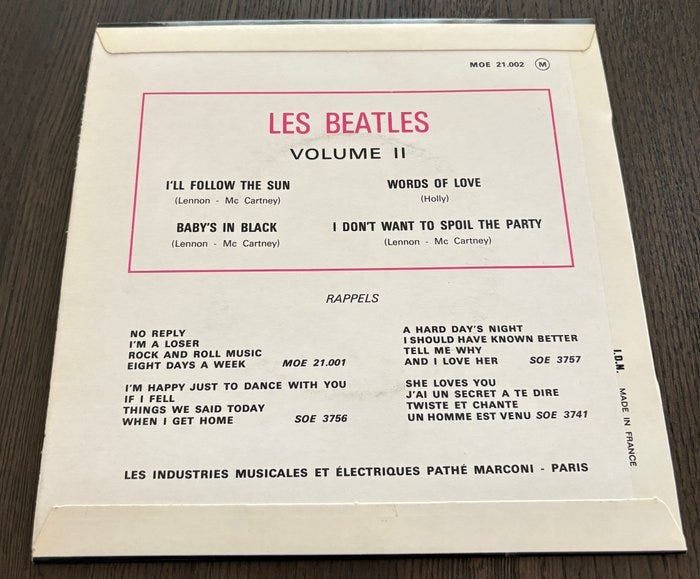 MOE 21.002 M
LES BEATLES
VOLUME II
I'LL FOLLOW THE SUN
(Lennon - Mc Cartney)
BABY'S IN BLACK
(Lennon - Mc Cartney)
WORDS OF LOVE
(Holly)
I DON'T WANT TO SPOIL THE PARTY
(Lennon - Mc Cartney)
RAPPELS
NO REPLY
I'M A LOSER
ROCK AND ROLL MUSIC
EIGHT DAYS A WEEK MOE 21.001
I'M HAPPY JUST TO DANCE WITH YOU
IF I FELL
THINGS WE SAID TODAY
WHEN I GET HOME SOE 3756
A HARD DAY'S NIGHT
I SHOULD HAVE KNOWN BETTER
TELL ME WHY
AND I LOVE HER SOE 3757
SHE LOVES YOU
J'AI UN SECRET A TE DIRE
TWISTE ET CHANTE
UN HOMME EST VENU SOE 3741
LES INDUSTRIES MUSICALES ET ÉLECTRIQUES PATHÉ MARCONI - PARIS
I.D.N. MADE IN FRANCE